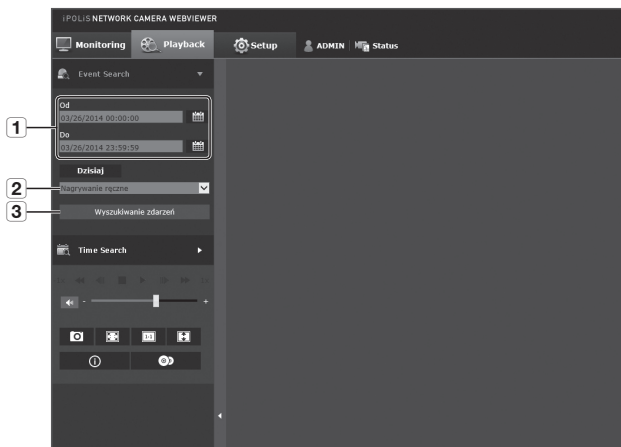 iPOLiS NETWORK CAMERA WEBVIEWER
Monitoring Playback Setup ADMIN Status
Event Search
Od
1
03/26/2014 00:00:00
Do
03/26/2014 23:59:59
Dzisiaj
2
Nagrywanie ręczne
3
Wyszukiwanie zdarzeń
Time Search
- +
1:1